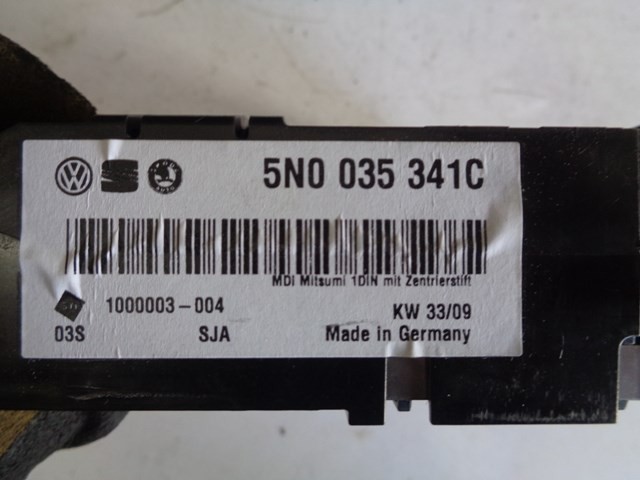 5N0 035 341C
MDI Mitsumi 1DIN mit Zentrierstift
1000003-004
KW 33/09
03S SJA Made in Germany